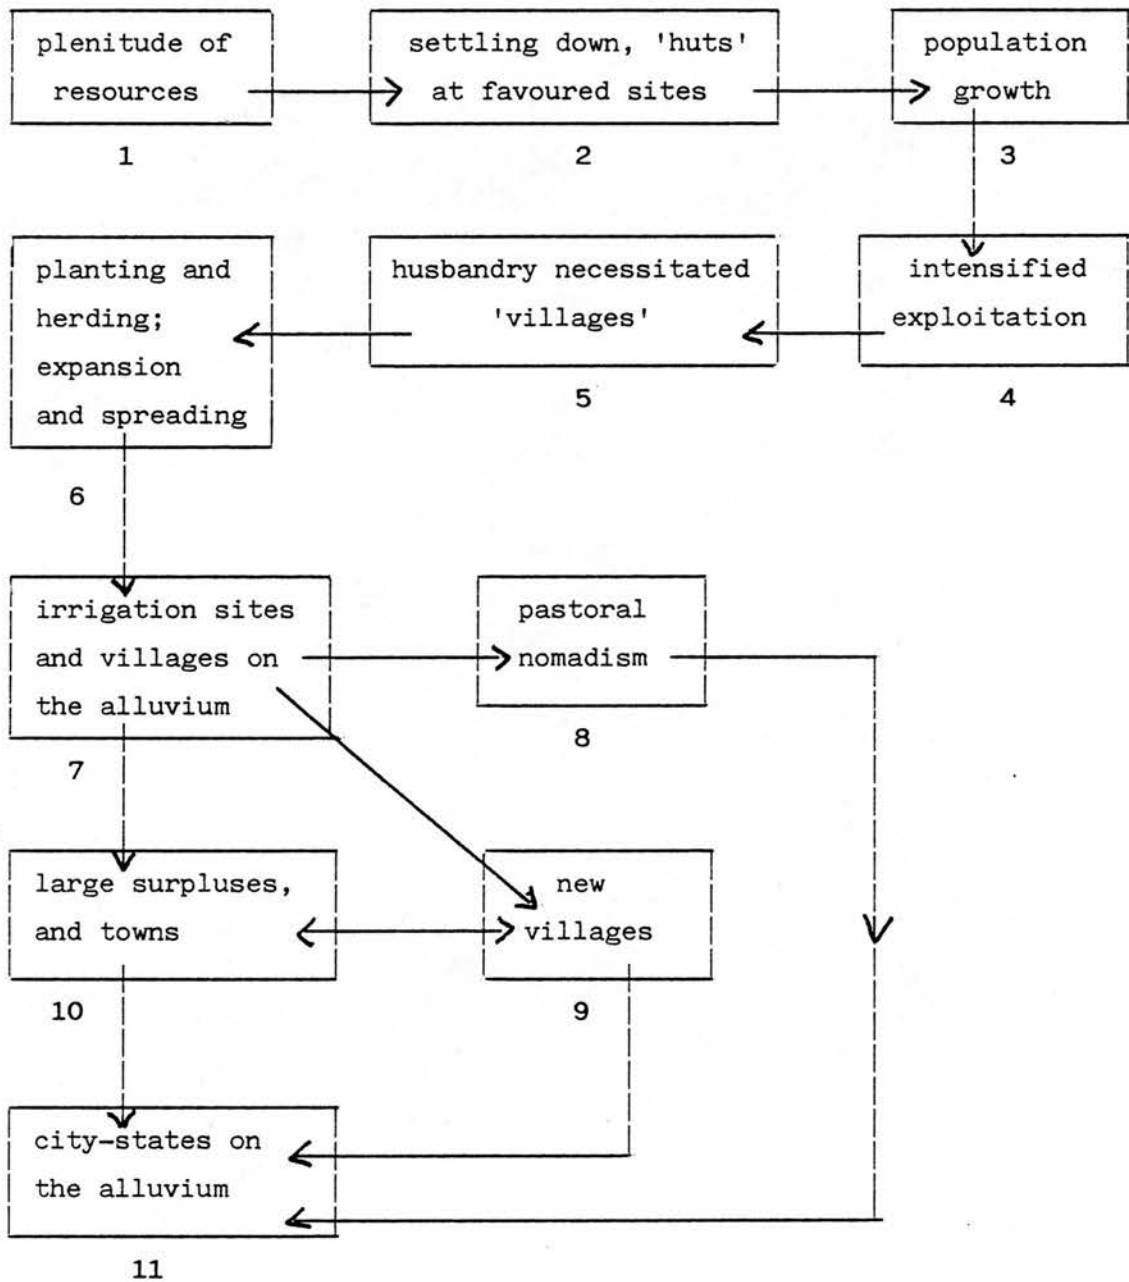 plenitude of
resources
1
settling down, 'huts'
at favoured sites
2
population
growth
3
intensified
exploitation
4
husbandry necessitated
'villages'
5
planting and
herding;
expansion
and spreading
6
irrigation sites
and villages on
the alluvium
7
pastoral
nomadism
8
new
villages
9
large surpluses,
and towns
10
city-states on
the alluvium
11